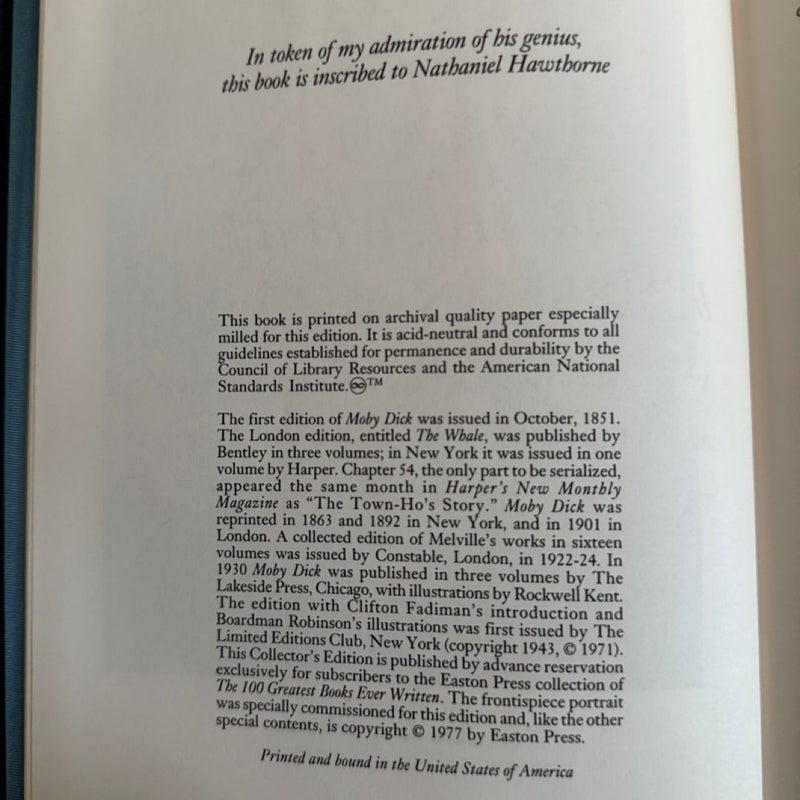 In token of my admiration of his genius,
this book is inscribed to Nathaniel Hawthorne
This book is printed on archival quality paper especially
milled for this edition. It is acid-neutral and conforms to all
guidelines established for permanence and durability by the
Council of Library Resources and the American National
Standards Institute.♾™
The first edition of Moby Dick was issued in October, 1851.
The London edition, entitled The Whale, was published by
Bentley in three volumes; in New York it was issued in one
volume by Harper. Chapter 54, the only part to be serialized,
appeared the same month in Harper's New Monthly
Magazine as “The Town-Ho's Story.” Moby Dick was
reprinted in 1863 and 1892 in New York, and in 1901 in
London. A collected edition of Melville's works in sixteen
volumes was issued by Constable, London, in 1922-24. In
1930 Moby Dick was published in three volumes by The
Lakeside Press, Chicago, with illustrations by Rockwell Kent.
The edition with Clifton Fadiman's introduction and
Boardman Robinson's illustrations was first issued by The
Limited Editions Club, New York (copyright 1943, © 1971).
This Collector's Edition is published by advance reservation
exclusively for subscribers to the Easton Press collection of
The 100 Greatest Books Ever Written. The frontispiece portrait
was specially commissioned for this edition and, like the other
special contents, is copyright © 1977 by Easton Press.
Printed and bound in the United States of America